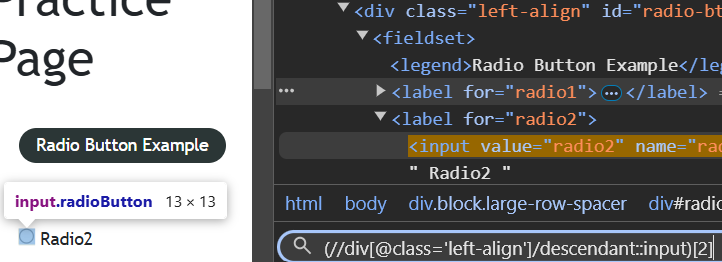 Practice
Page
Radio Button Example
input.radioButton 13 × 13
Radio2
<div class="left-align" id="radio-bt
<fieldset>
<legend>Radio Button Example</le
<label for="radio1">…</label>
<label for="radio2">
<input value="radio2" name="rad
" Radio2 "
html body div.block.large-row-spacer div#radio
(//div[@class='left-align']/descendant::input)[2]